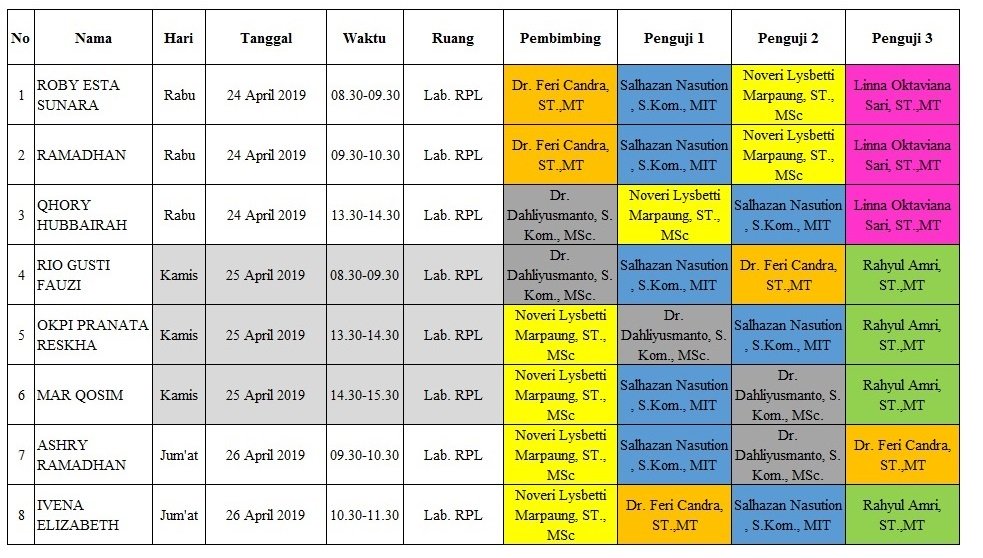 No Nama Hari Tanggal Waktu Ruang Pembimbing Penguji 1 Penguji 2 Penguji 3
1 ROBY ESTA SUNARA Rabu 24 April 2019 08.30-09.30 Lab. RPL Dr. Feri Candra, ST.,MT Salhazan Nasution , S.Kom., MIT Noveri Lysbetti Marpaung, ST., MSc Linna Oktaviana Sari, ST.,MT
2 RAMADHAN Rabu 24 April 2019 09.30-10.30 Lab. RPL Dr. Feri Candra, ST.,MT Salhazan Nasution , S.Kom., MIT Noveri Lysbetti Marpaung, ST., MSc Linna Oktaviana Sari, ST.,MT
3 QHORY HUBBAIRAH Rabu 24 April 2019 13.30-14.30 Lab. RPL Dr. Dahliyusmanto, S. Kom., MSc. Noveri Lysbetti Marpaung, ST., MSc Salhazan Nasution , S.Kom., MIT Linna Oktaviana Sari, ST.,MT
4 RIO GUSTI FAUZI Kamis 25 April 2019 08.30-09.30 Lab. RPL Dr. Dahliyusmanto, S. Kom., MSc. Salhazan Nasution , S.Kom., MIT Dr. Feri Candra, ST.,MT Rahyul Amri, ST.,MT
5 OKPI PRANATA RESKHA Kamis 25 April 2019 13.30-14.30 Lab. RPL Noveri Lysbetti Marpaung, ST., MSc Dr. Dahliyusmanto, S. Kom., MSc. Salhazan Nasution , S.Kom., MIT Rahyul Amri, ST.,MT
6 MAR QOSIM Kamis 25 April 2019 14.30-15.30 Lab. RPL Noveri Lysbetti Marpaung, ST., MSc Salhazan Nasution , S.Kom., MIT Dr. Dahliyusmanto, S. Kom., MSc. Rahyul Amri, ST.,MT
7 ASHRY RAMADHAN Jum'at 26 April 2019 09.30-10.30 Lab. RPL Noveri Lysbetti Marpaung, ST., MSc Salhazan Nasution , S.Kom., MIT Dr. Dahliyusmanto, S. Kom., MSc. Dr. Feri Candra, ST.,MT
8 IVENA ELIZABETH Jum'at 26 April 2019 10.30-11.30 Lab. RPL Noveri Lysbetti Marpaung, ST., MSc Dr. Feri Candra, ST.,MT Salhazan Nasution , S.Kom., MIT Rahyul Amri, ST.,MT